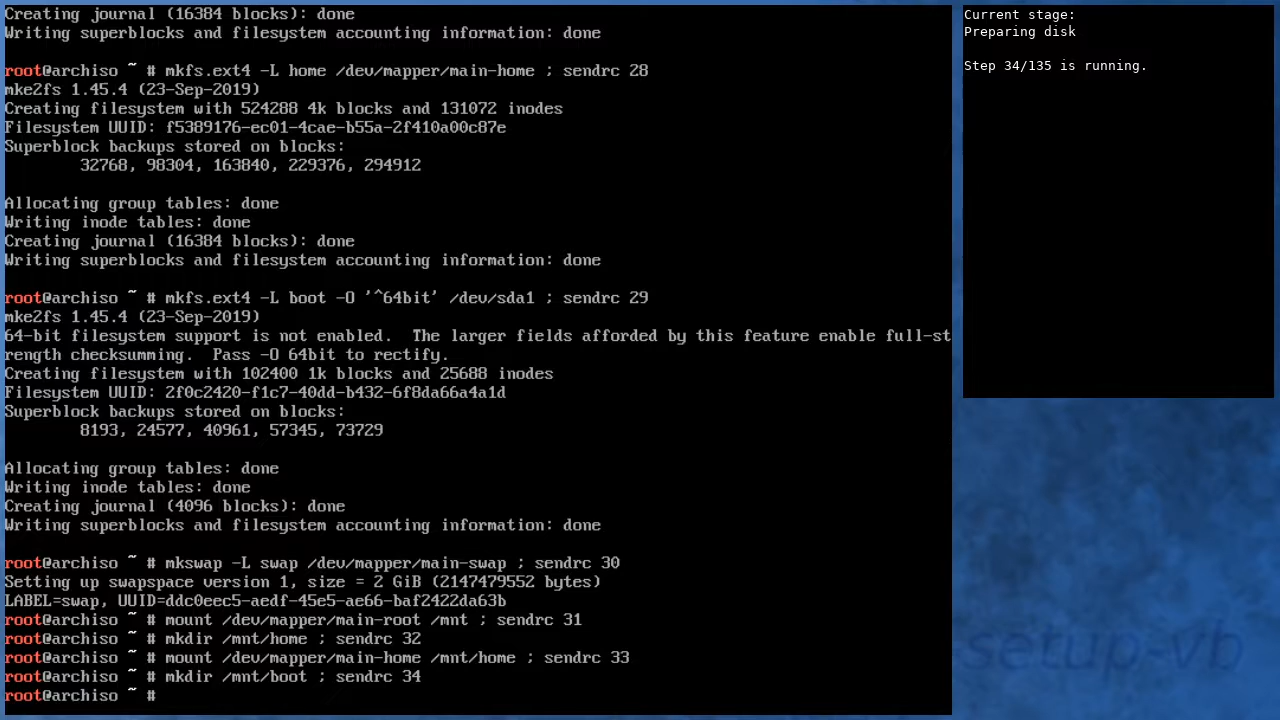 Creating journal (16384 blocks): done
Writing superblocks and filesystem accounting information: done
root@archiso ~ # mkfs.ext4 -L home /dev/mapper/main-home ; sendrc 28
mke2fs 1.45.4 (23-Sep-2019)
Creating filesystem with 524288 4k blocks and 131072 inodes
Filesystem UUID: f5389176-ec01-4cae-b55a-2f410a00c87e
Superblock backups stored on blocks:
        32768, 98304, 163840, 229376, 294912
Allocating group tables: done
Writing inode tables: done
Creating journal (16384 blocks): done
Writing superblocks and filesystem accounting information: done
root@archiso ~ # mkfs.ext4 -L boot -O '^64bit' /dev/sda1 ; sendrc 29
mke2fs 1.45.4 (23-Sep-2019)
64-bit filesystem support is not enabled.  The larger fields afforded by this feature enable full-st
rength checksumming.  Pass -O 64bit to rectify.
Creating filesystem with 102400 1k blocks and 25688 inodes
Filesystem UUID: 2f0c2420-f1c7-40dd-b432-6f8da66a4a1d
Superblock backups stored on blocks:
        8193, 24577, 40961, 57345, 73729
Allocating group tables: done
Writing inode tables: done
Creating journal (4096 blocks): done
Writing superblocks and filesystem accounting information: done
root@archiso ~ # mkswap -L swap /dev/mapper/main-swap ; sendrc 30
Setting up swapspace version 1, size = 2 GiB (2147479552 bytes)
LABEL=swap, UUID=ddc0eec5-aedf-45e5-ae66-baf2422da63b
root@archiso ~ # mount /dev/mapper/main-root /mnt ; sendrc 31
root@archiso ~ # mkdir /mnt/home ; sendrc 32
root@archiso ~ # mount /dev/mapper/main-home /mnt/home ; sendrc 33
root@archiso ~ # mkdir /mnt/boot ; sendrc 34
root@archiso ~ #
Current stage:
Preparing disk
Step 34/135 is running.
setup-vb